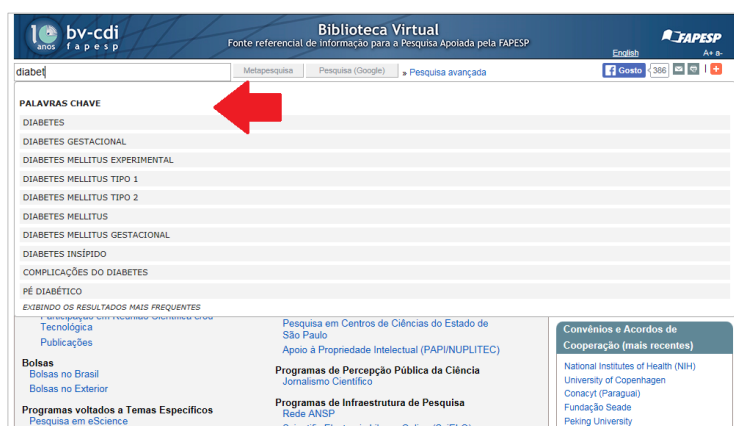 10 anos bv-cdi fapesp
Biblioteca Virtual
Fonte referencial de informação para a Pesquisa Apoiada pela FAPESP
FAPESP
English
A+ a-
diabet
Metapesquisa
Pesquisa (Google)
» Pesquisa avançada
Gosto
386
PALAVRAS CHAVE
DIABETES
DIABETES GESTACIONAL
DIABETES MELLITUS EXPERIMENTAL
DIABETES MELLITUS TIPO 1
DIABETES MELLITUS TIPO 2
DIABETES MELLITUS
DIABETES MELLITUS GESTACIONAL
DIABETES INSÍPIDO
COMPLICAÇÕES DO DIABETES
PÉ DIABÉTICO
EXIBINDO OS RESULTADOS MAIS FREQUENTES
Tecnológica
Publicações
Bolsas
Bolsas no Brasil
Bolsas no Exterior
Programas voltados a Temas Específicos
Pesquisa em eScience
Pesquisa em Centros de Ciências do Estado de
São Paulo
Apoio à Propriedade Intelectual (PAPI/NUPLITEC)
Programas de Percepção Pública da Ciência
Jornalismo Científico
Programas de Infraestrutura de Pesquisa
Rede ANSP
Convênios e Acordos de
Cooperação (mais recentes)
National Institutes of Health (NIH)
University of Copenhagen
Conacyt (Paraguai)
Fundação Seade
Peking University